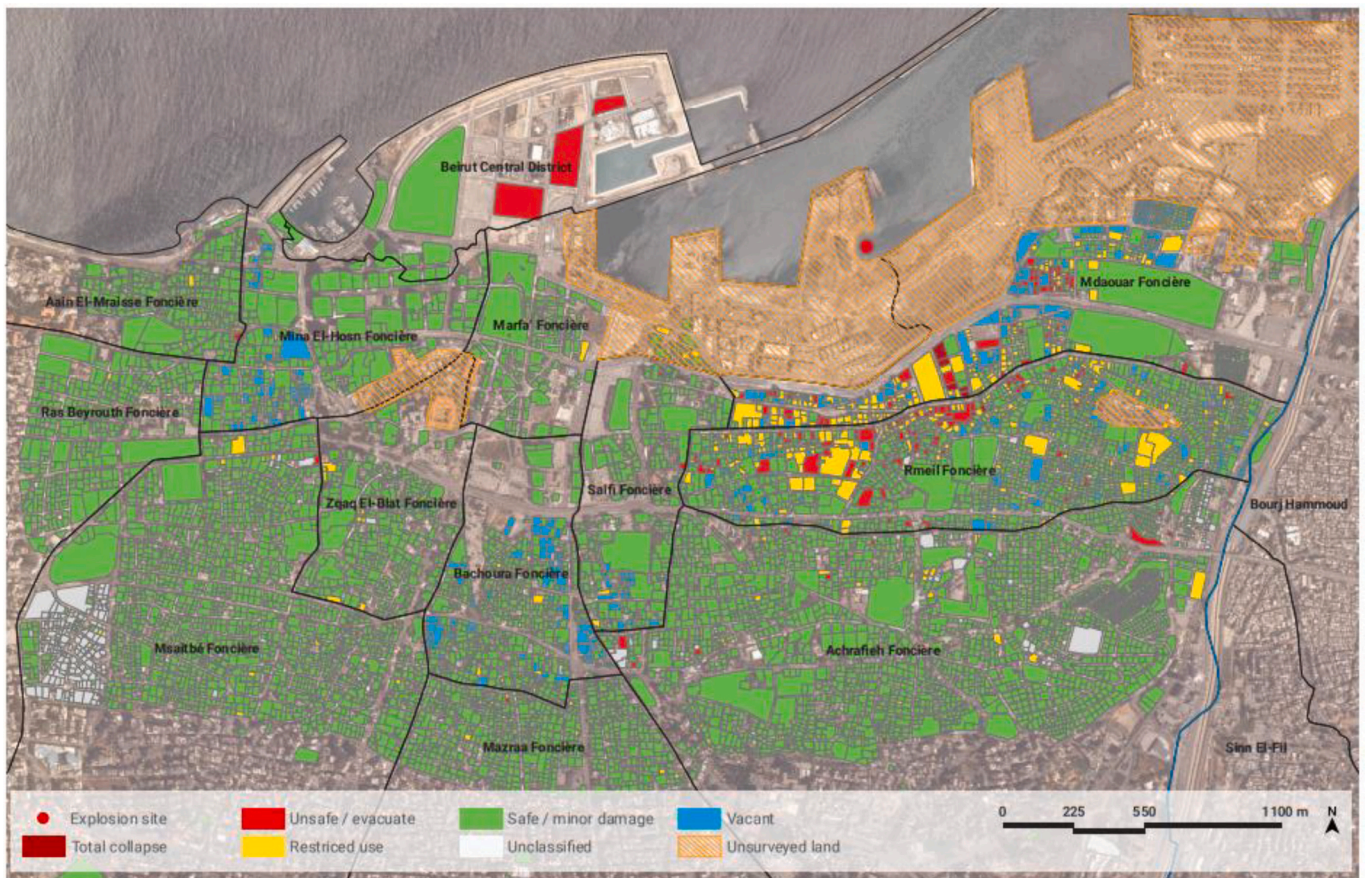 Beirut Central District
Mdaouar Foncière
Aain El-Mraisse Foncière
Mina El-Hosn Foncière
Marfa' Foncière
Ras Beyrouth Foncière
Rmeil Foncière
Zqaq El-Blat Foncière
Saifi Foncière
Bourj Hammoud
Bachoura Foncière
Msaitbé Foncière
Achrafieh Foncière
Mazraa Foncière
Sinn El-Fil
Explosion site
Unsafe / evacuate
Safe / minor damage
Vacant
0 225 550 1100 m
N
Total collapse
Restriced use
Unclassified
Unsurveyed land